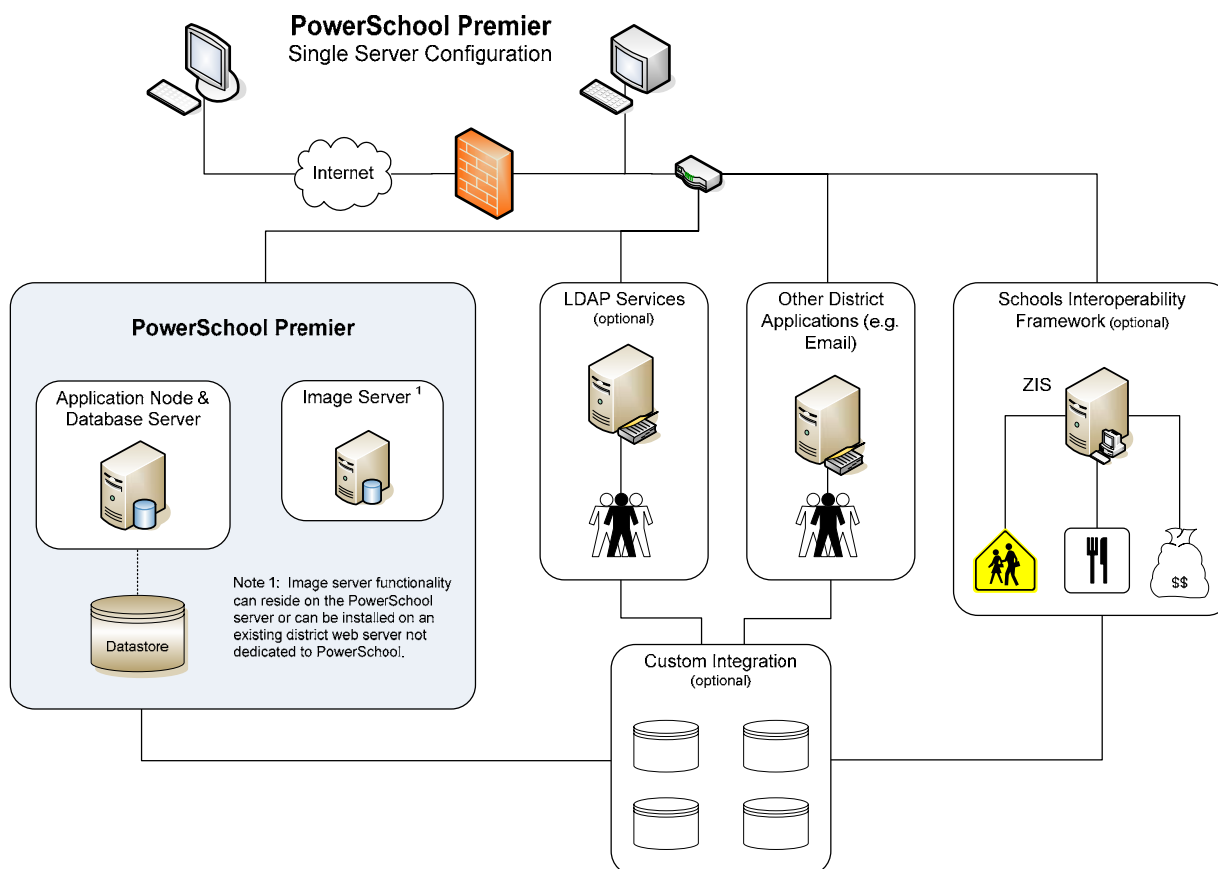 PowerSchool Premier
Single Server Configuration
Internet
PowerSchool Premier
Application Node &
Database Server
Image Server 1
Datastore
Note 1: Image server functionality
can reside on the PowerSchool
server or can be installed on an
existing district web server not
dedicated to PowerSchool.
LDAP Services
(optional)
Other District
Applications (e.g.
Email)
Schools Interoperability
Framework (optional)
ZIS
$$
Custom Integration
(optional)